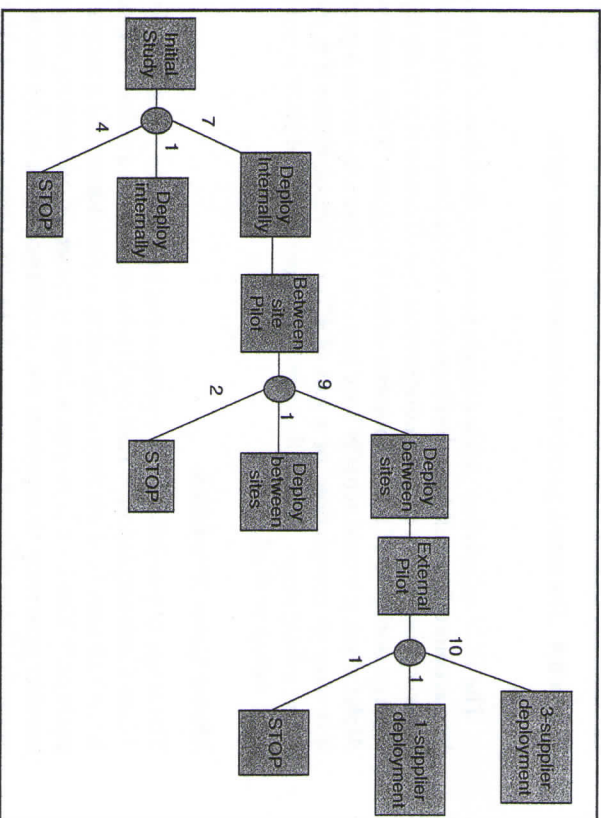 Initial
Study
7
1
4
Deploy
Internally
Deploy
internally
STOP
Between
site
Pilot
9
1
2
Deploy
between
sites
Deploy
between
sites
STOP
External
Pilot
10
1
1
3-supplier
deployment
1-supplier
deployment
STOP